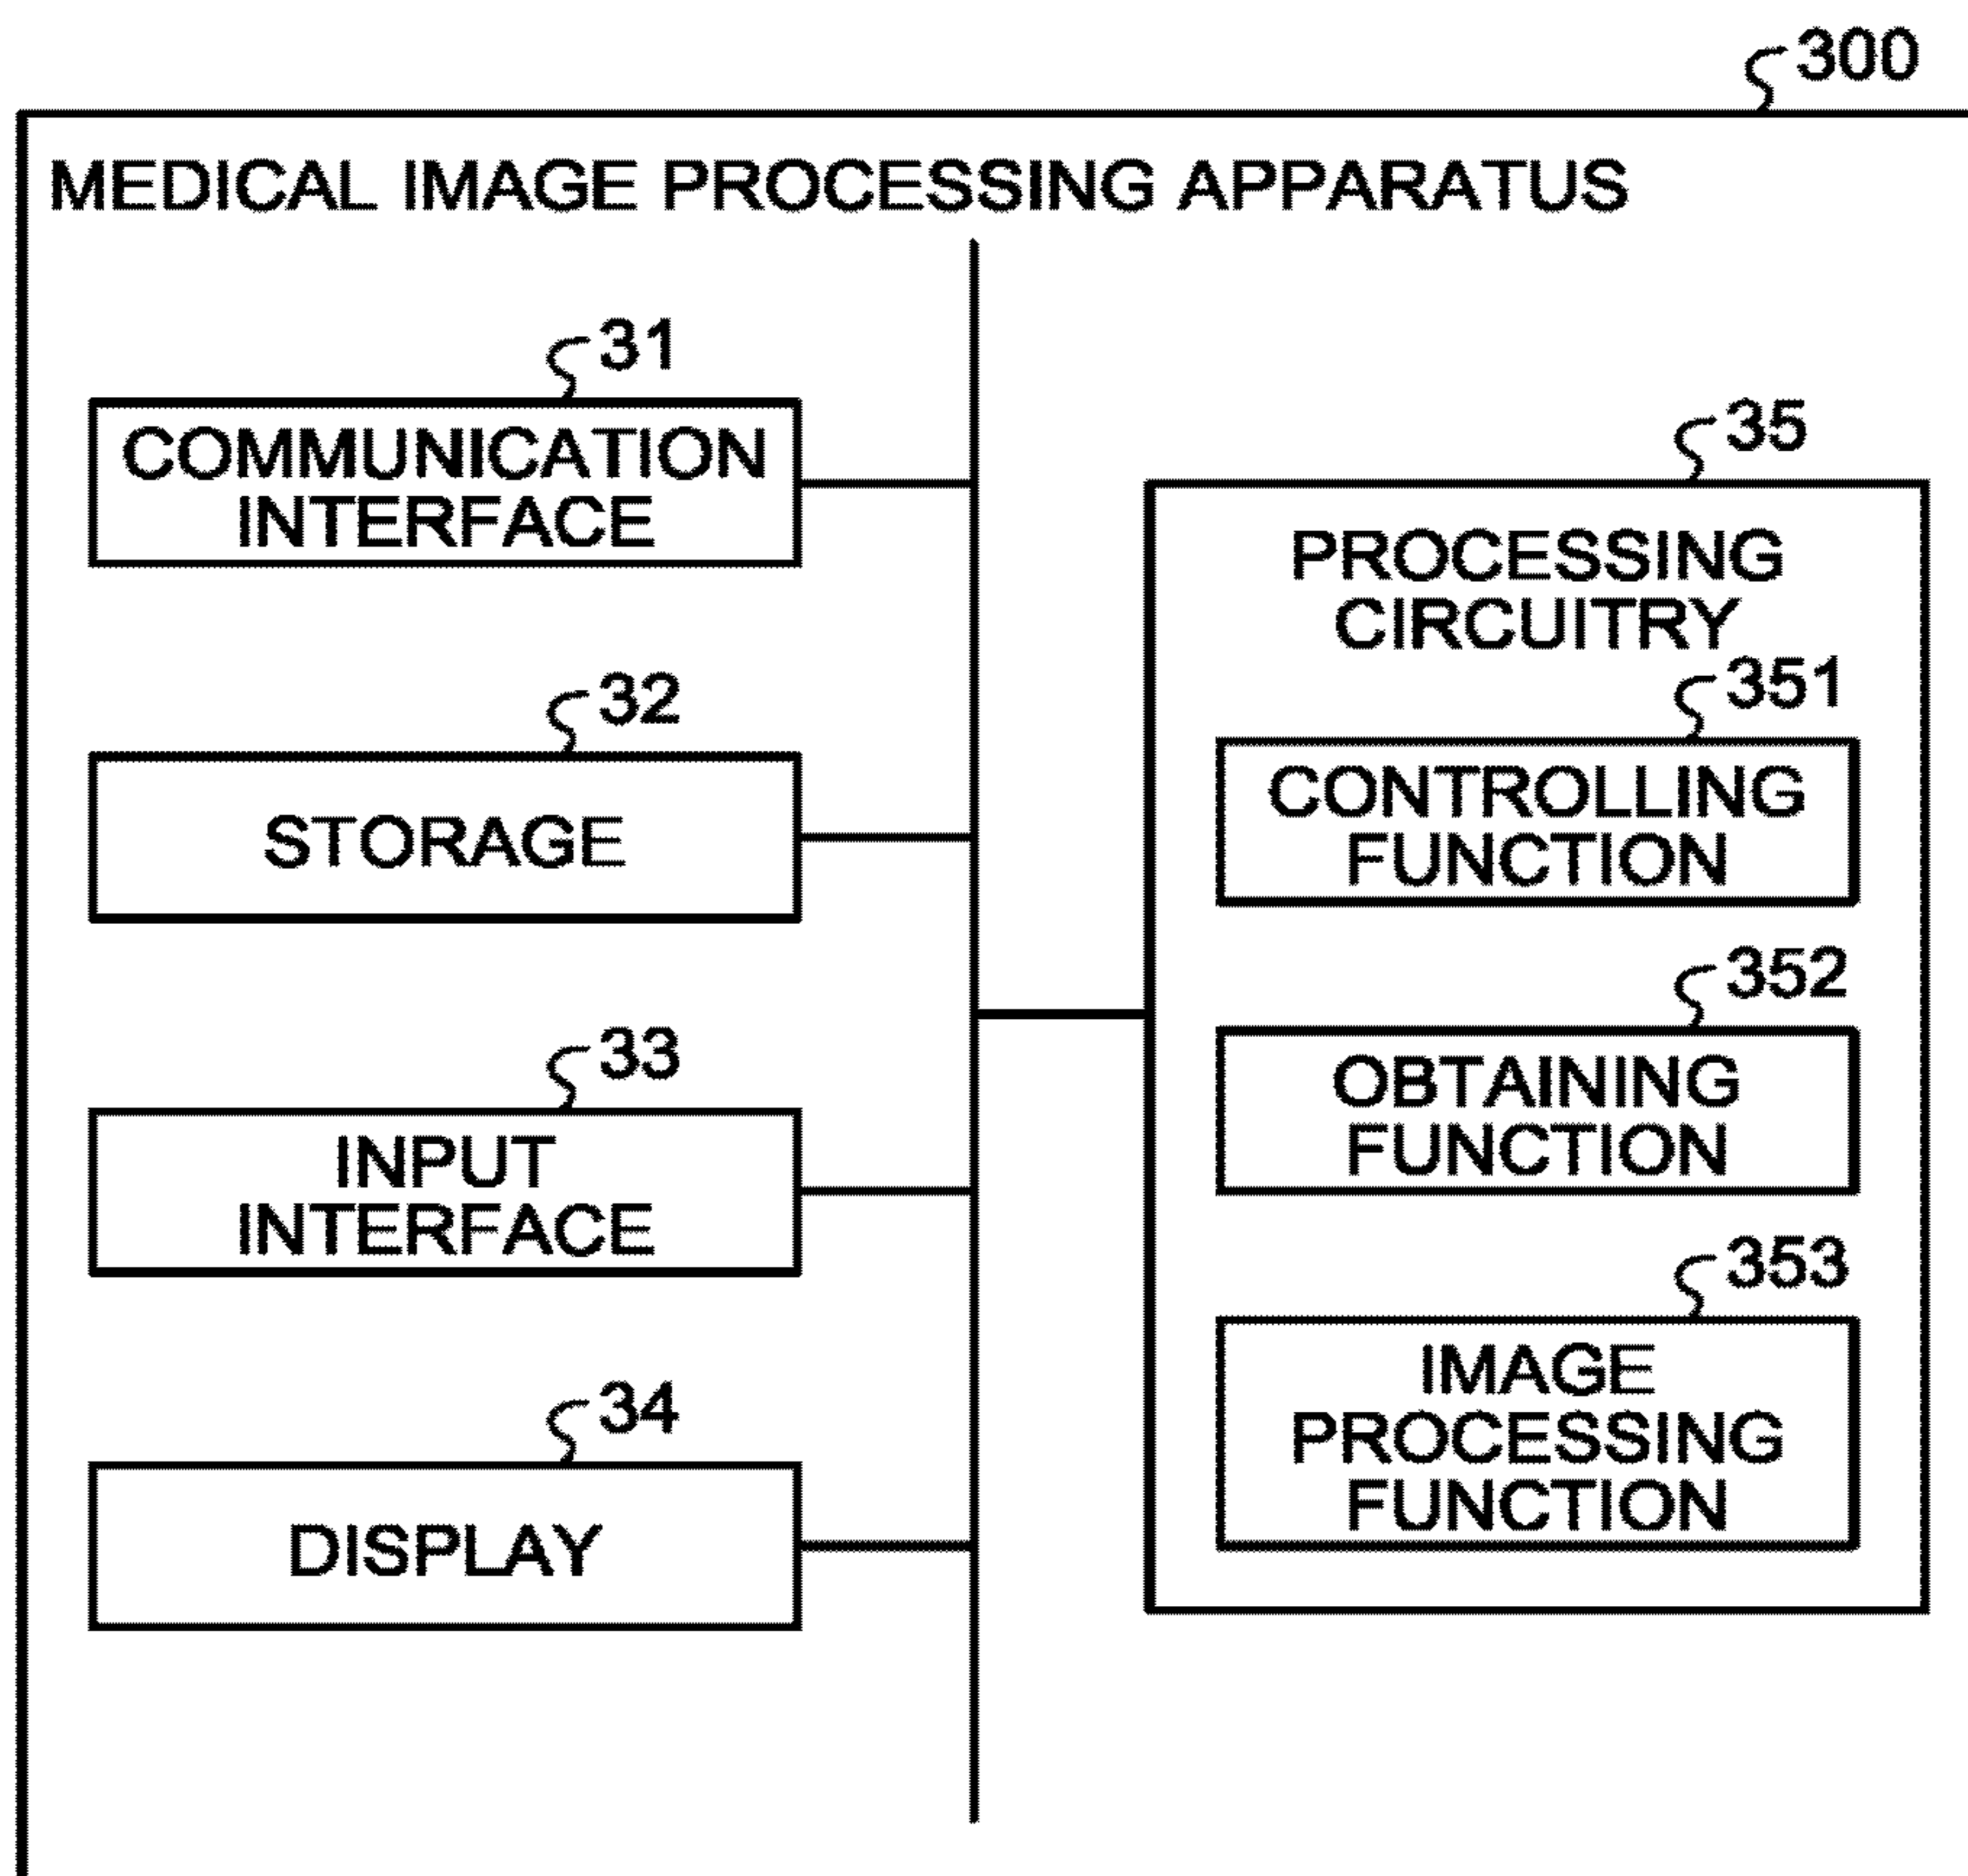 300
MEDICAL IMAGE PROCESSING APPARATUS
31
COMMUNICATION
INTERFACE
32
STORAGE
33
INPUT
INTERFACE
34
DISPLAY
35
PROCESSING
CIRCUITRY
351
CONTROLLING
FUNCTION
352
OBTAINING
FUNCTION
353
IMAGE
PROCESSING
FUNCTION